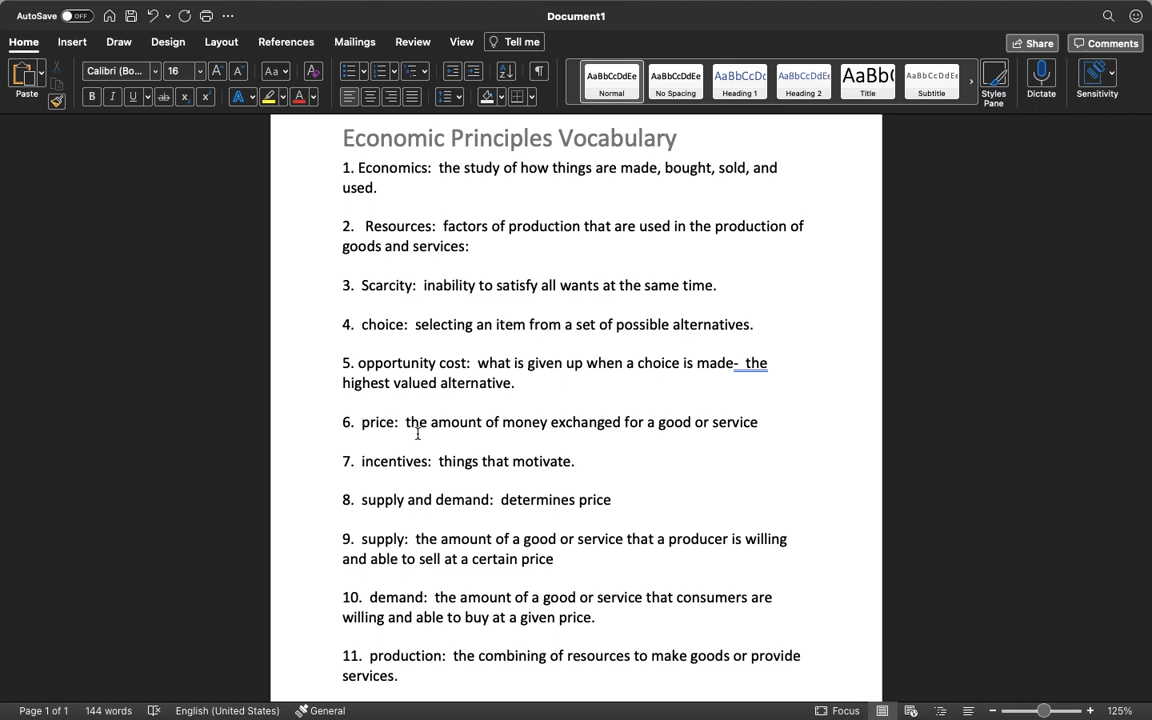 AutoSave OFF Document1
Home Insert Draw Design Layout References Mailings Review View Tell me Share Comments
Paste Calibri (Bo... 16 Aa AaBbCcDdEe Normal AaBbCcDdEe No Spacing AaBbCcDc Heading 1 AaBbCcDdEe Heading 2 AaBb( Title AaBbCcDdEe Subtitle Styles Pane Dictate Sensitivity
Economic Principles Vocabulary
1. Economics:  the study of how things are made, bought, sold, and
used.
2.   Resources:  factors of production that are used in the production of
goods and services:
3.  Scarcity:  inability to satisfy all wants at the same time.
4.  choice:  selecting an item from a set of possible alternatives.
5. opportunity cost:  what is given up when a choice is made-  the
highest valued alternative.
6.  price:  the amount of money exchanged for a good or service
7.  incentives:  things that motivate.
8.  supply and demand:  determines price
9.  supply:  the amount of a good or service that a producer is willing
and able to sell at a certain price
10.  demand:  the amount of a good or service that consumers are
willing and able to buy at a given price.
11.  production:  the combining of resources to make goods or provide
services.
Page 1 of 1 144 words English (United States) General Focus 125%